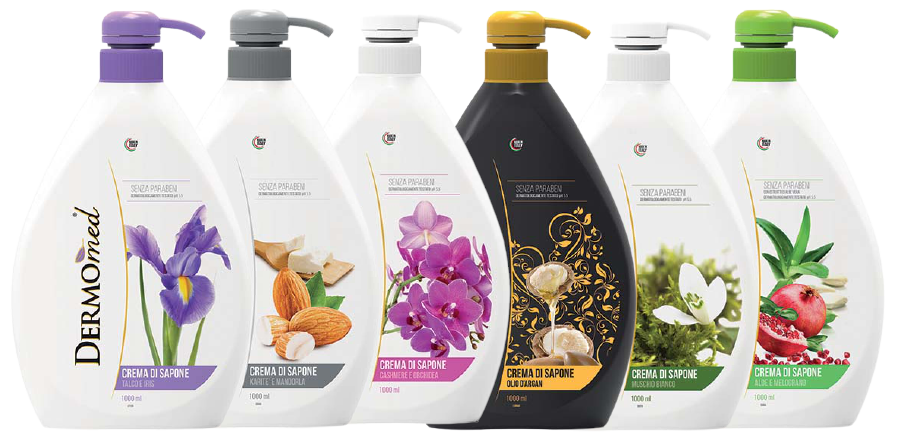 DERMOmed
SENZA PARABENI
CREMA DI SAPONE
TALCO E IRIS
1000 ml
SENZA PARABENI
CREMA DI SAPONE
KARITE' E MANDORLA
1000 ml
SENZA PARABENI
CREMA DI SAPONE
CASHMERE E ORCHIDEA
1000 ml
SENZA PARABENI
CREMA DI SAPONE
OLIO D'ARGAN
1000 ml
SENZA PARABENI
CREMA DI SAPONE
MUSCHIO BIANCO
1000 ml
SENZA PARABENI
CREMA DI SAPONE
ALOE E MELOGRANO
1000 ml